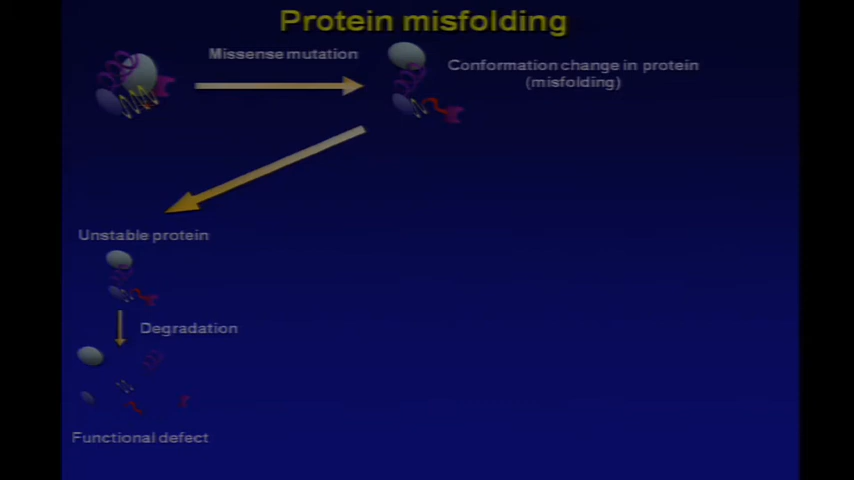 Protein misfolding
Missense mutation
Conformation change in protein
(misfolding)
Unstable protein
Degradation
Functional defect